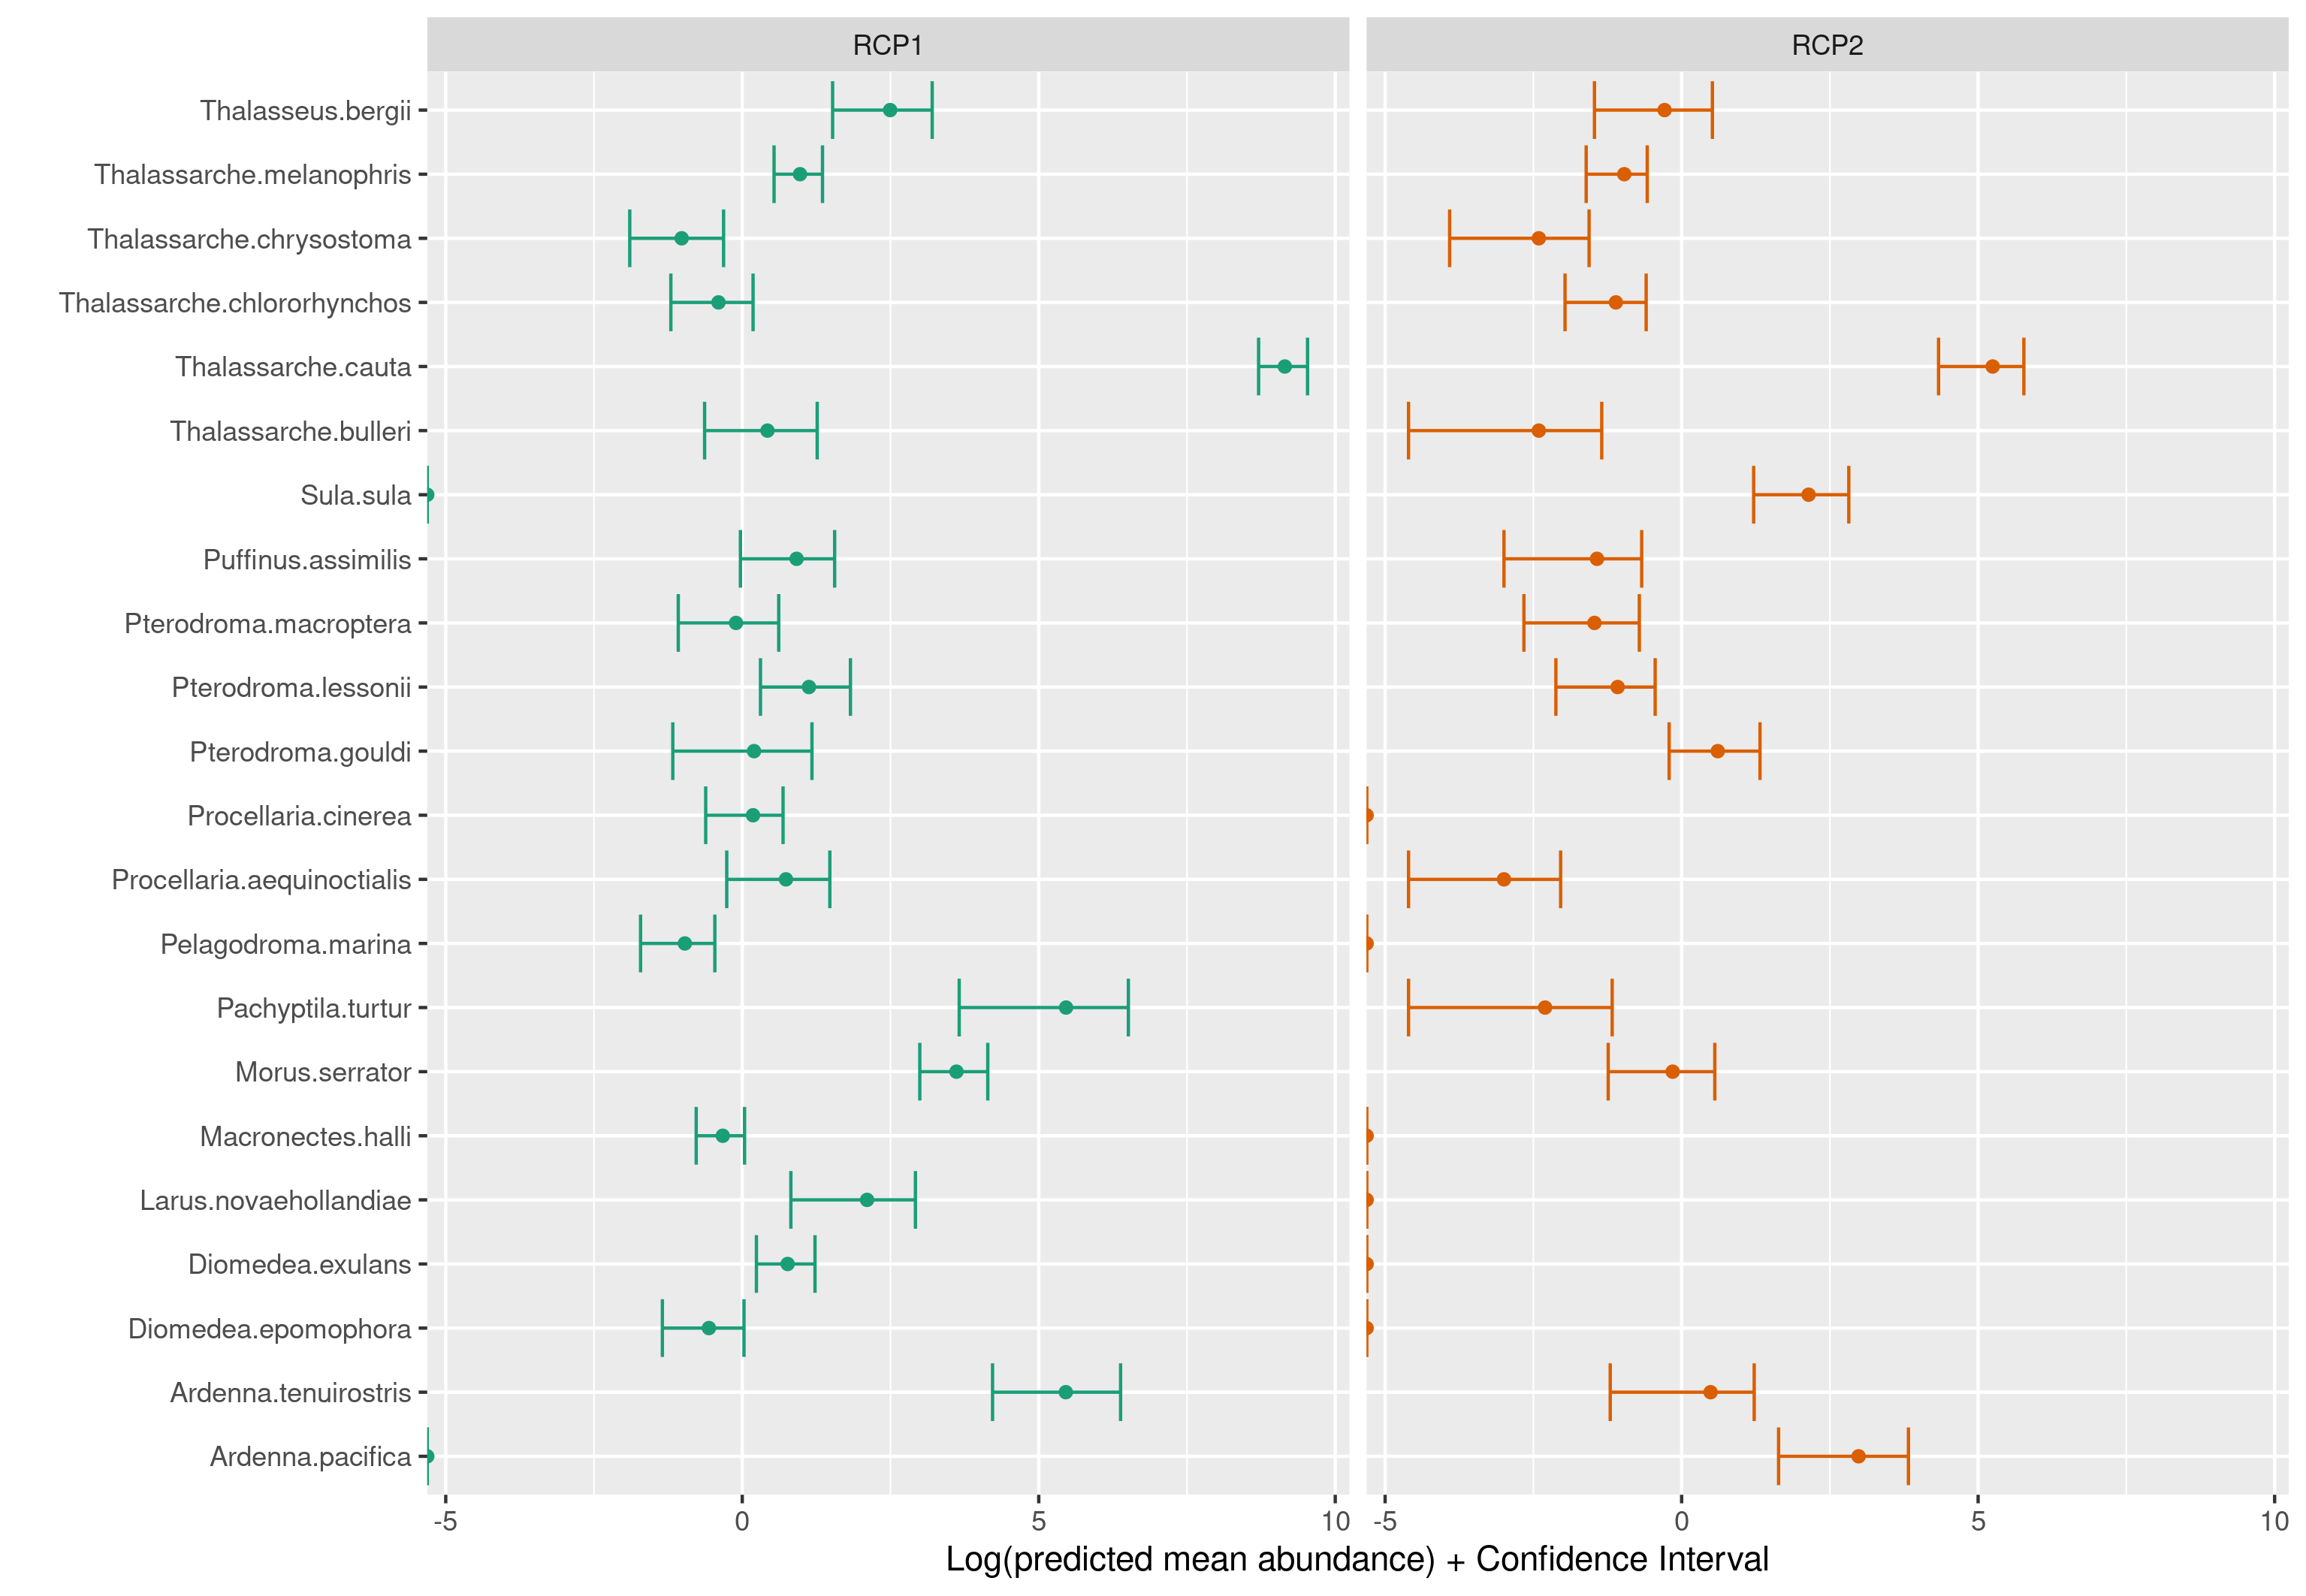 RCP1
RCP2
Thalasseus.bergii
Thalassarche.melanophris
Thalassarche.chrysostoma
Thalassarche.chlororhynchos
Thalassarche.cauta
Thalassarche.bulleri
Sula.sula
Puffinus.assimilis
Pterodroma.macroptera
Pterodroma.lessonii
Pterodroma.gouldi
Procellaria.cinerea
Procellaria.aequinoctialis
Pelagodroma.marina
Pachyptila.turtur
Morus.serrator
Macronectes.halli
Larus.novaehollandiae
Diomedea.exulans
Diomedea.epomophora
Ardenna.tenuirostris
Ardenna.pacifica
-5 0 5 10 -5 0 5 10
Log(predicted mean abundance) + Confidence Interval